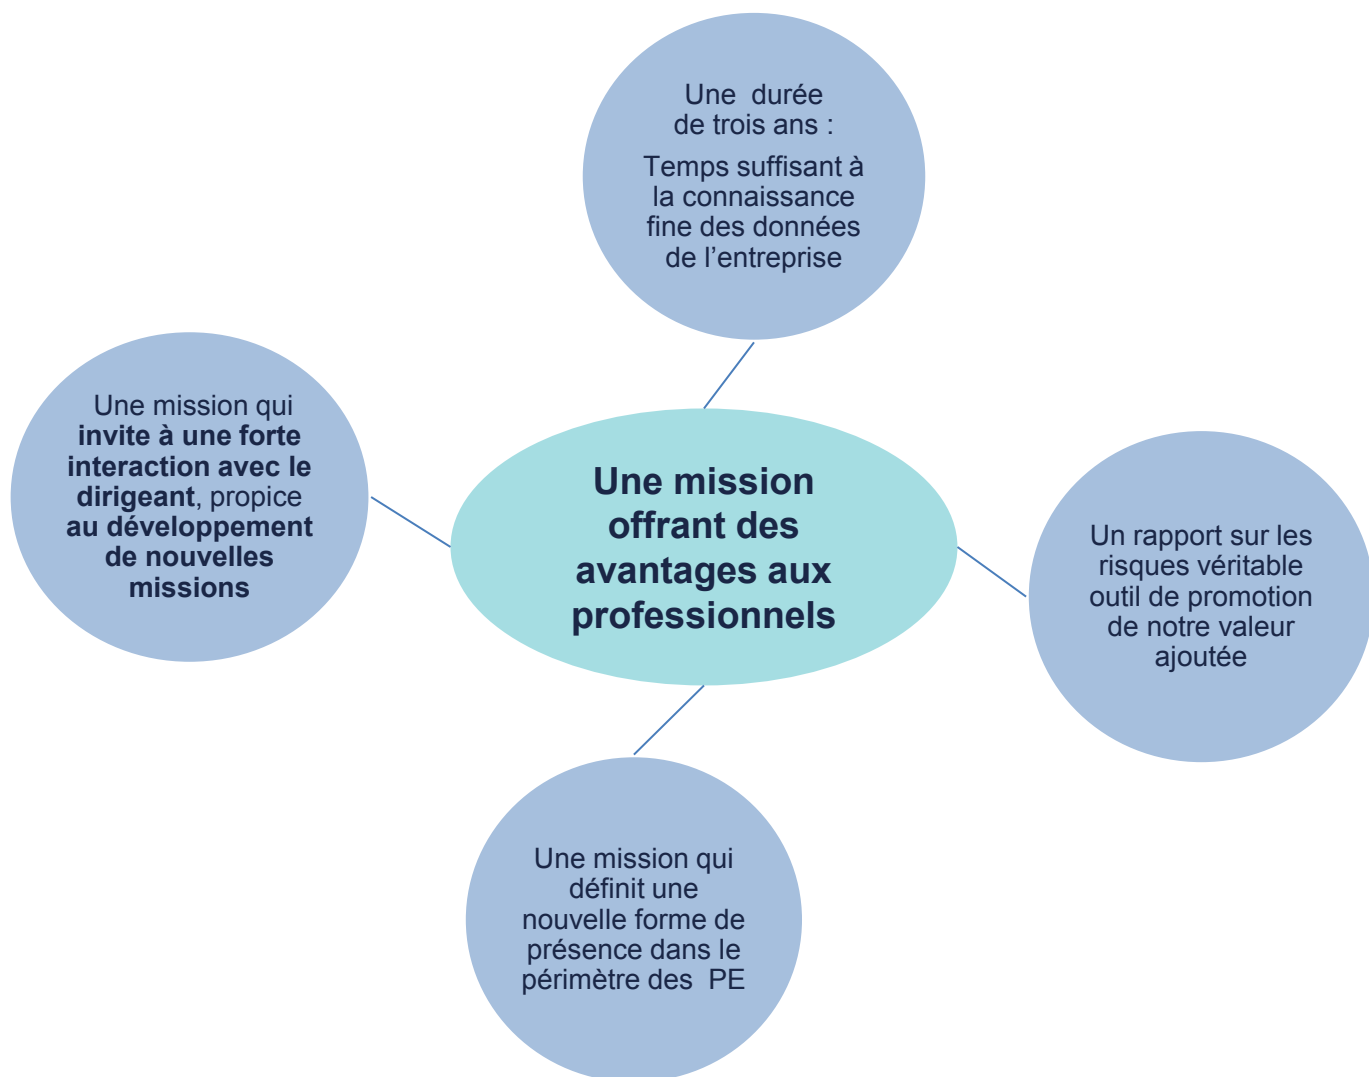 Une durée
de trois ans :
Temps suffisant à
la connaissance
fine des données
de l’entreprise
Une mission qui
invite à une forte
interaction avec le
dirigeant, propice
au développement
de nouvelles
missions
Une mission
offrant des
avantages aux
professionnels
Un rapport sur les
risques véritable
outil de promotion
de notre valeur
ajoutée
Une mission qui
définit une
nouvelle forme de
présence dans le
périmètre des PE